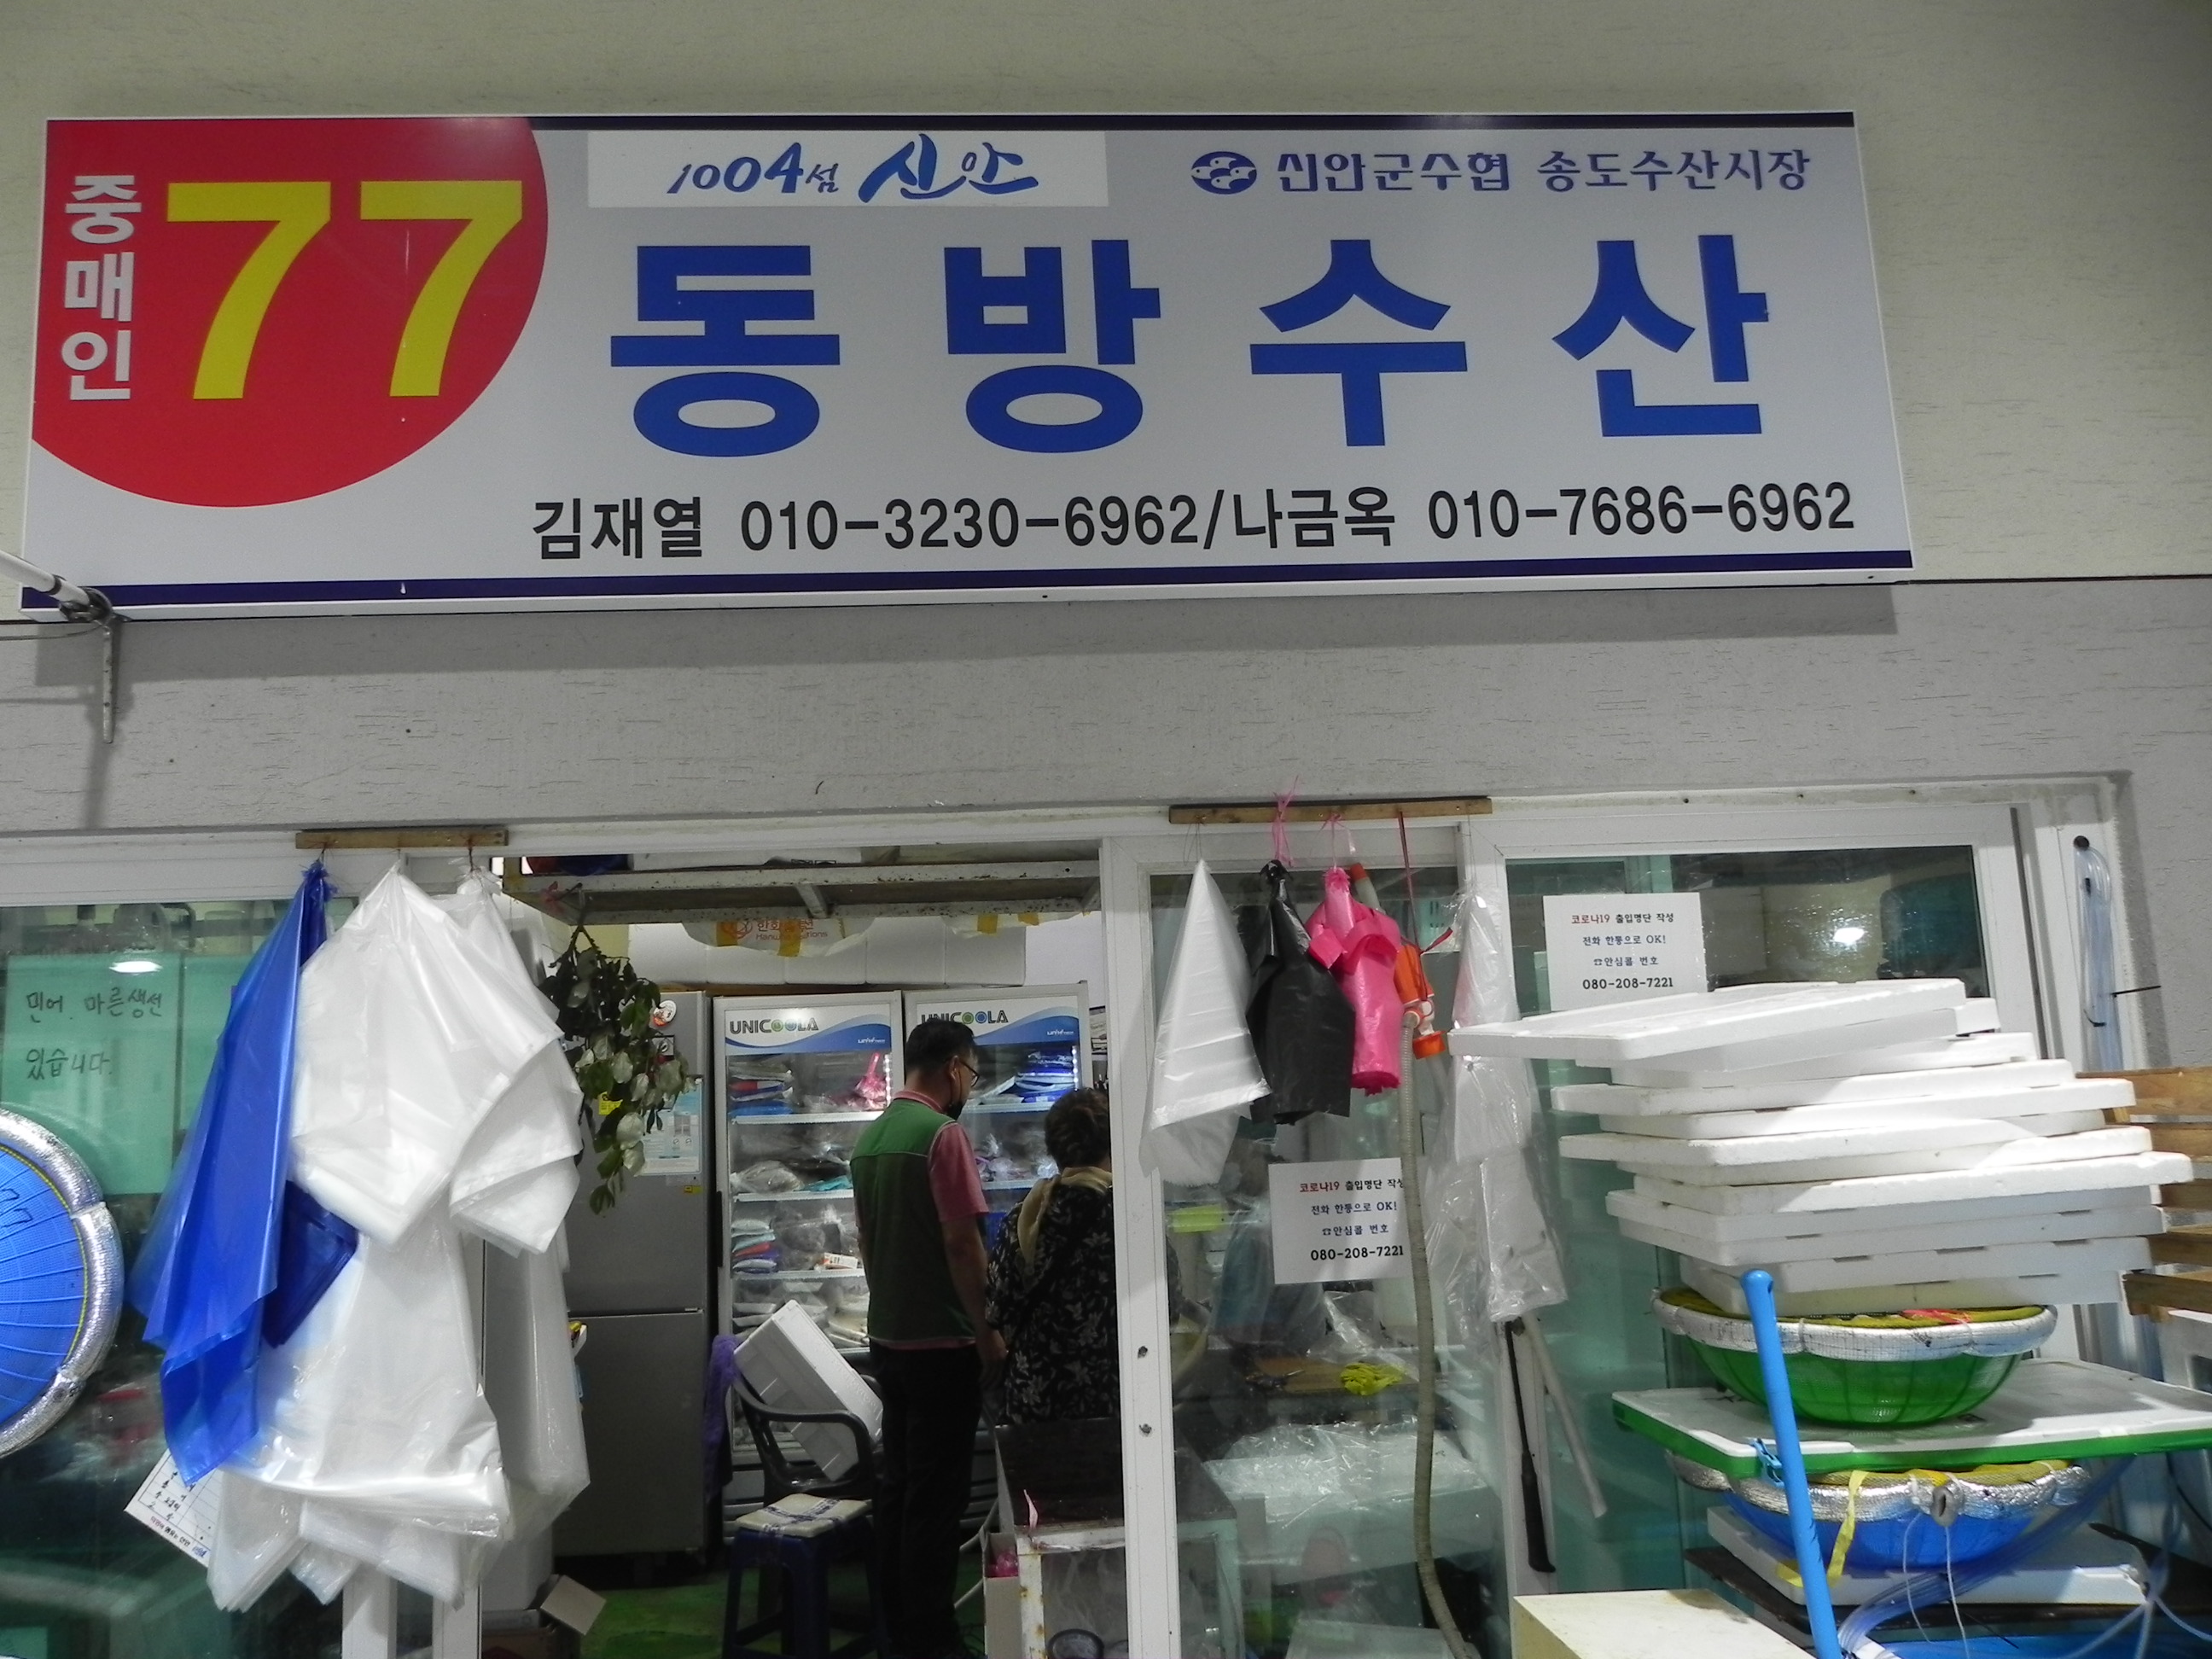 중매인
77
1004섬 신안
신안군수협 송도수산시장
동방수산
김재열 010-3230-6962/나금옥 010-7686-6962
코로나19 출입명단 작성
전화 한통으로 OK!
☎안심콜 번호
080-208-7221
민어. 마른생선
있습니다.
UNICOOLA
UNICOOLA
코로나19 출입명단 작성
전화 한통으로 OK!
☎안심콜 번호
080-208-7221